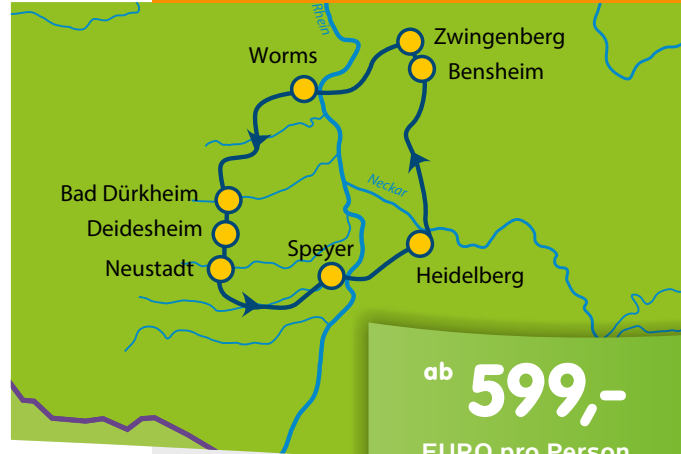 Rhein
Zwingenberg
Worms
Bensheim
Neckar
Bad Dürkheim
Deidesheim
Speyer
Neustadt
Heidelberg
ab 599,-
EURO pro Person